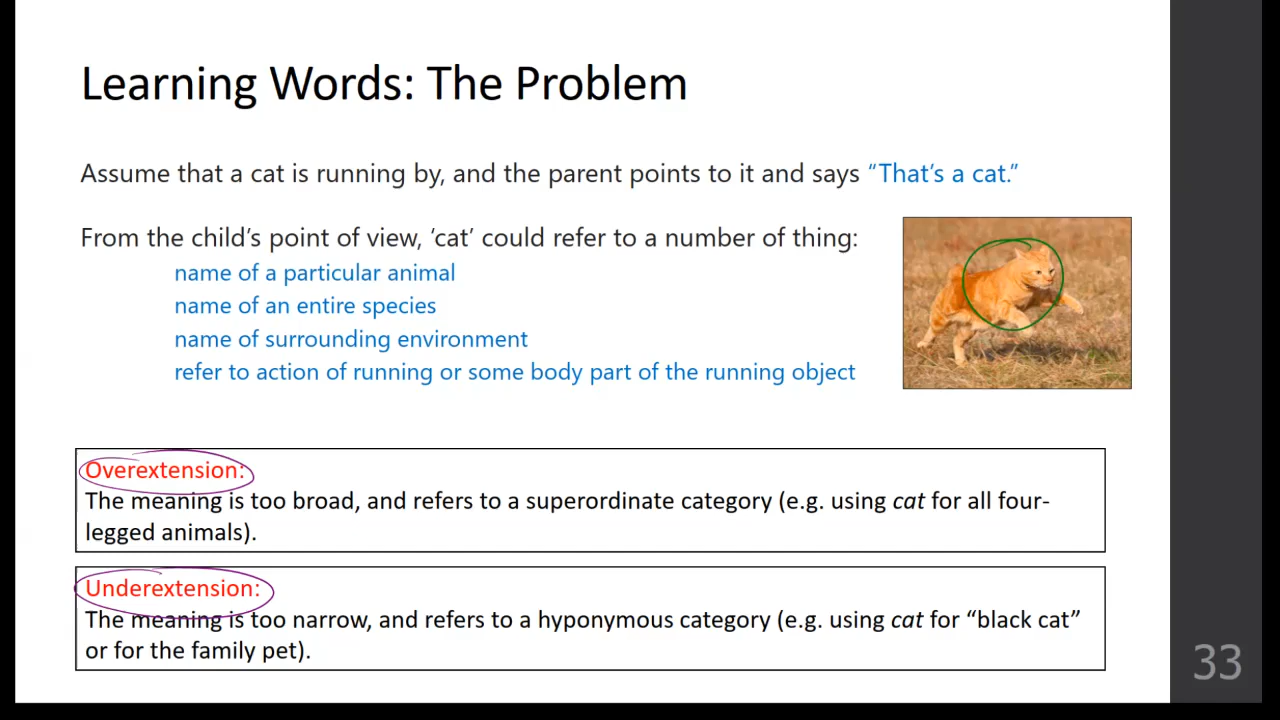 Learning Words: The Problem
Assume that a cat is running by, and the parent points to it and says “That’s a cat.”
From the child’s point of view, ‘cat’ could refer to a number of thing:
name of a particular animal
name of an entire species
name of surrounding environment
refer to action of running or some body part of the running object
Overextension:
The meaning is too broad, and refers to a superordinate category (e.g. using cat for all four-
legged animals).
Underextension:
The meaning is too narrow, and refers to a hyponymous category (e.g. using cat for “black cat”
or for the family pet).
33